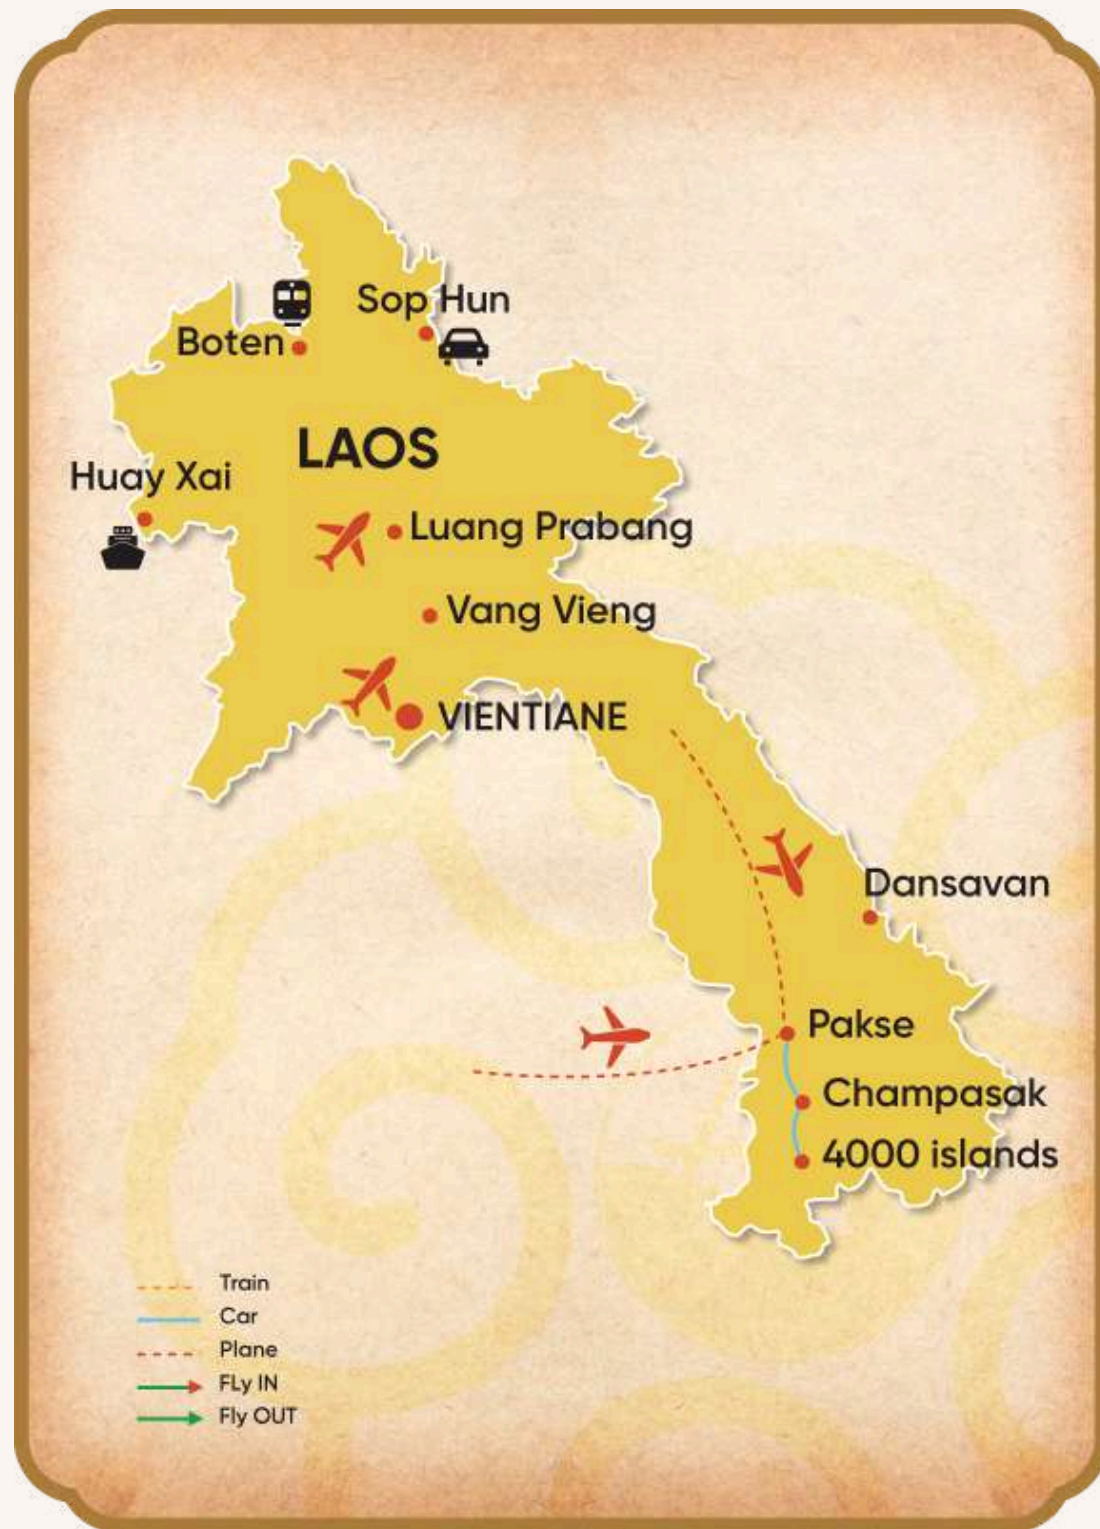 Sop Hun
Boten
LAOS
Huay Xai
Luang Prabang
Vang Vieng
VIENTIANE
Dansavan
Pakse
Champasak
4000 islands
Train
Car
Plane
FLy IN
Fly OUT